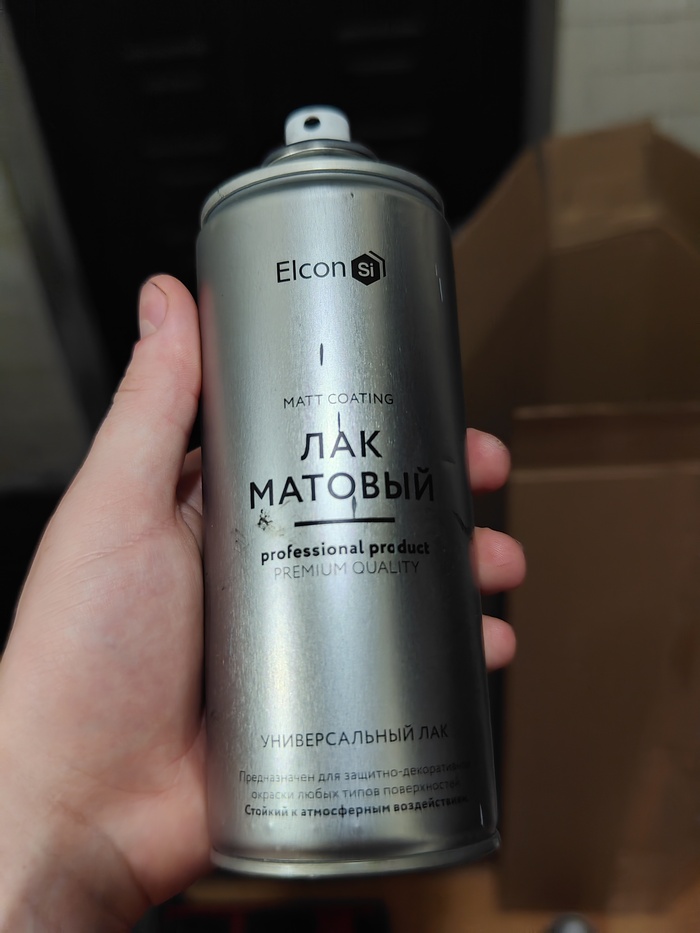 Elcon Si
MATT COATING
ЛАК
МАТОВЫЙ
professional product
PREMIUM QUALITY
УНИВЕРСАЛЬНЫЙ ЛАК
Предназначен для защитно-декоративной
окраски любых типов поверхностей
Стойкий к атмосферным воздействиям